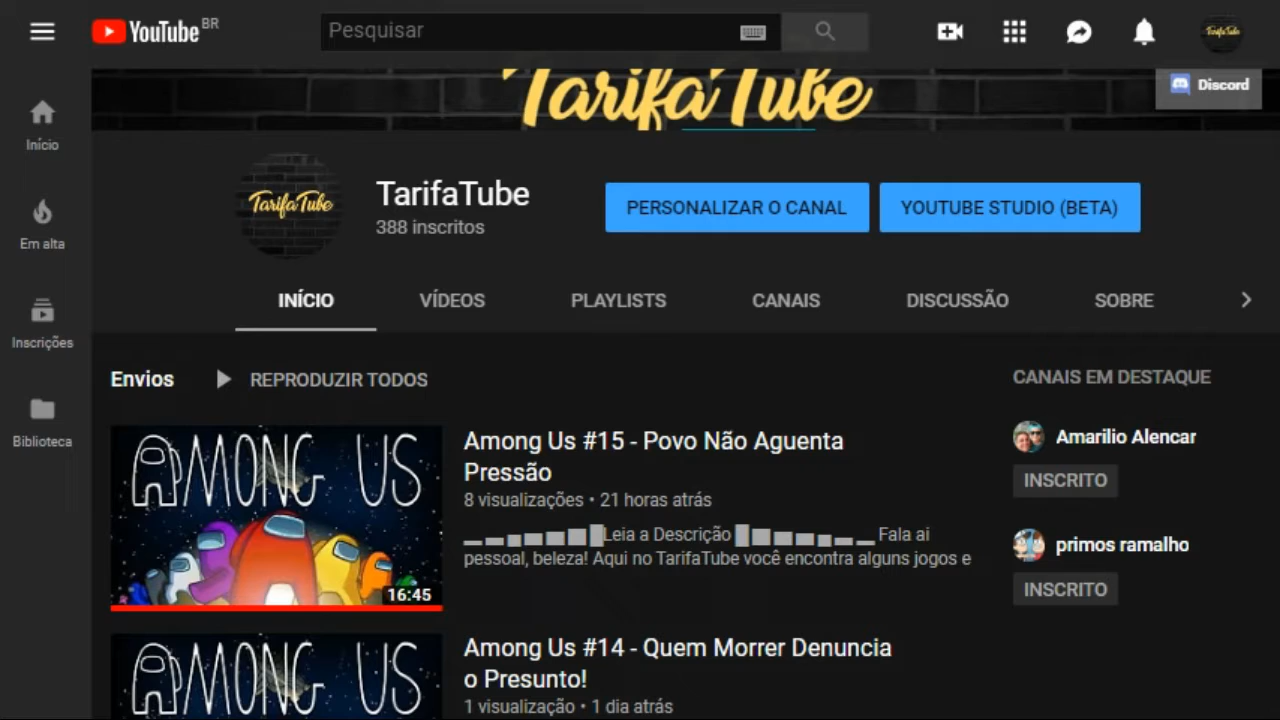 YouTube BR
Pesquisar
TarifaTube
TarifaTube
Discord
Início
Em alta
Inscrições
Biblioteca
TarifaTube
TarifaTube
388 inscritos
PERSONALIZAR O CANAL
YOUTUBE STUDIO (BETA)
INÍCIO VÍDEOS PLAYLISTS CANAIS DISCUSSÃO SOBRE
Envios
REPRODUZIR TODOS
AMONG US
16:45
Among Us #15 - Povo Não Aguenta
Pressão
8 visualizações • 21 horas atrás
▂ ▃ ▄ ▅ ▆ ▇ █Leia a Descrição █ ▇ ▆ ▅ ▄ ▃ ▂ Fala ai
pessoal, beleza! Aqui no TarifaTube você encontra alguns jogos e
AMONG US
Among Us #14 - Quem Morrer Denuncia
o Presunto!
1 visualização • 1 dia atrás
CANAIS EM DESTAQUE
Amarilio Alencar
INSCRITO
primos ramalho
INSCRITO